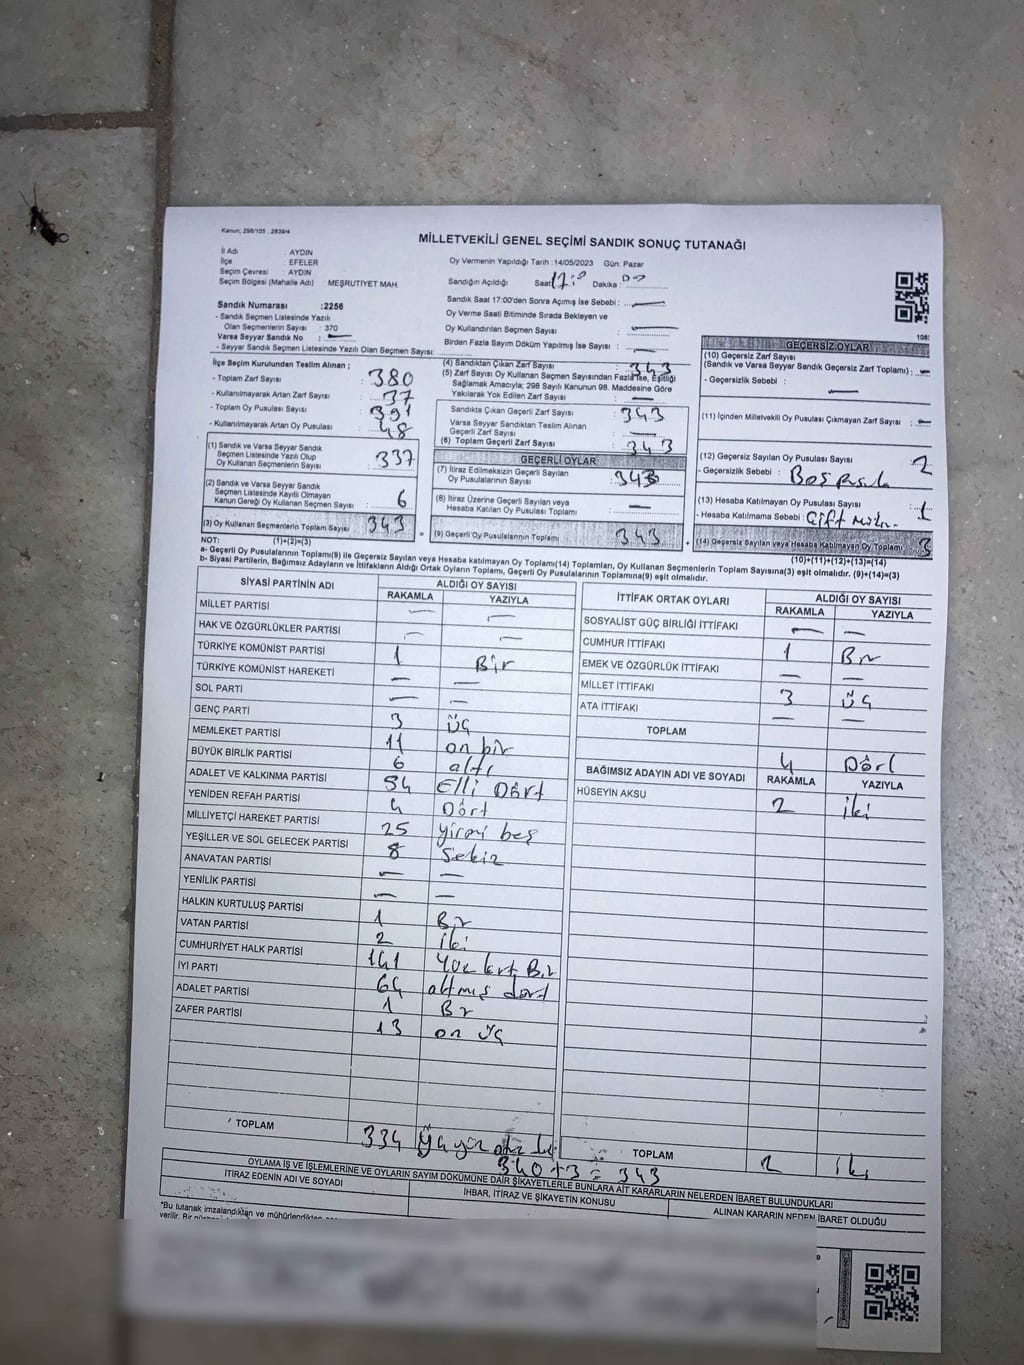 Kanun; 298/105 . 2839/4
MİLLETVEKİLİ GENEL SEÇİMİ SANDIK SONUÇ TUTANAĞI
İl Adı : AYDIN
İlçe : EFELER
Seçim Çevresi : AYDIN
Seçim Bölgesi (Mahalle Adı) : MEŞRUTİYET MAH.
Oy Vermenin Yapıldığı Tarih : 14/05/2023 Gün: Pazar
Sandığın Açıldığı Saat: Dakika :
Sandık Saat 17:00'den Sonra Açımış İse Sebebi :
Oy Verme Saati Bitiminde Sırada Bekleyen ve
Oy Kullandırılan Seçmen Sayısı :
Birden Fazla Sayım Döküm Yapılmış İse Sayısı :
Sandık Numarası :2256
- Sandık Seçmen Listesinde Yazılı
Olan Seçmenlerin Sayısı : 370
Varsa Seyyar Sandık No :
- Seyyar Sandık Seçmen Listesinde Yazılı Olan Seçmen Sayısı:
İlçe Seçim Kurulundan Teslim Alınan ;
- Toplam Zarf Sayısı : 380
- Kullanılmayarak Artan Zarf Sayısı : 37
- Toplam Oy Pusulası Sayısı : 391
- Kullanılmayarak Artan Oy Pusulası : 48
(1) Sandık ve Varsa Seyyar Sandık
Seçmen Listesinde Yazılı Olup
Oy Kullanan Seçmenlerin Sayısı : 337
(2) Sandık ve Varsa Seyyar Sandık
Seçmen Listesinde Kayıtlı Olmayan
Kanun Gereği Oy Kullanan Seçmen Sayısı : 6
(3) Oy Kullanan Seçmenlerin Toplam Sayısı : 343
(1)+(2)=(3)
(4) Sandıktan Çıkan Zarf Sayısı : 343
(5) Zarf Sayısı Oy Kullanan Seçmen Sayısından Fazla İse, Eşitliği
Sağlamak Amacıyla; 298 Sayılı Kanunun 98. Maddesine Göre
Yakılarak Yok Edilen Zarf Sayısı :
Sandıkta Çıkan Geçerli Zarf Sayısı : 343
Varsa Seyyar Sandıktan Teslim Alınan
Geçerli Zarf Sayısı :
(6) Toplam Geçerli Zarf Sayısı : 343
GEÇERLİ OYLAR
(7) İtiraz Edilmeksizin Geçerli Sayılan
Oy Pusulalarının Sayısı :
(8) İtiraz Üzerine Geçerli Sayılan veya
Hesaba Katılan Oy Pusulası Toplamı :
(9) Geçerli Oy Pusulalarının Toplamı : 343
GEÇERSİZ OYLAR
(10) Geçersiz Zarf Sayısı
(Sandık ve Varsa Seyyar Sandık Geçersiz Zarf Toplamı) :
- Geçersizlik Sebebi :
(11) İçinden Milletvekili Oy Pusulası Çıkmayan Zarf Sayısı :
(12) Geçersiz Sayılan Oy Pusulası Sayısı : 2
- Geçersizlik Sebebi : Boş pusula
(13) Hesaba Katılmayan Oy Pusulası Sayısı : 1
- Hesaba Katılmama Sebebi : Çift
(14) Geçersiz Sayılan veya Hesaba Katılmayan Oy Toplamı : 3
(10)+(11)+(12)+(13)=(14)
NOT:
a- Geçerli Oy Pusulalarının Toplamı(9) ile Geçersiz Sayılan veya Hesaba katılmayan Oy Toplamı(14) Toplamları, Oy Kullanan Seçmenlerin Toplam Sayısına(3) eşit olmalıdır. (9)+(14)=(3)
b- Siyasi Partilerin, Bağımsız Adayların ve İttifakların Aldığı Ortak Oyların Toplamı, Geçerli Oy Pusulalarının Toplamına(9) eşit olmalıdır.
SİYASİ PARTİNİN ADI ALDIĞI OY SAYISI
RAKAMLA YAZIYLA
MİLLET PARTİSİ
HAK VE ÖZGÜRLÜKLER PARTİSİ
TÜRKİYE KOMÜNİST PARTİSİ 1 Bir
TÜRKİYE KOMÜNİST HAREKETİ
SOL PARTİ
GENÇ PARTİ 3 üç
MEMLEKET PARTİSİ 11 on bir
BÜYÜK BİRLİK PARTİSİ 6 altı
ADALET VE KALKINMA PARTİSİ 54 Elli Dört
YENİDEN REFAH PARTİSİ 4 Dört
MİLLİYETÇİ HAREKET PARTİSİ 25 yirmi beş
YEŞİLLER VE SOL GELECEK PARTİSİ 8 Sekiz
ANAVATAN PARTİSİ
YENİLİK PARTİSİ
HALKIN KURTULUŞ PARTİSİ 1 Bir
VATAN PARTİSİ 2 iki
CUMHURİYET HALK PARTİSİ 141 Yüz kırk Bir
İYİ PARTİ 64 altmış dört
ADALET PARTİSİ 1 Bir
ZAFER PARTİSİ 13 on üç
TOPLAM 334
340+3=343
İTTİFAK ORTAK OYLARI ALDIĞI OY SAYISI
RAKAMLA YAZIYLA
SOSYALİST GÜÇ BİRLİĞİ İTTİFAKI
CUMHUR İTTİFAKI 1 Bir
EMEK VE ÖZGÜRLÜK İTTİFAKI
MİLLET İTTİFAKI 3 üç
ATA İTTİFAKI
TOPLAM 4 Dört
BAĞIMSIZ ADAYIN ADI VE SOYADI RAKAMLA YAZIYLA
HÜSEYİN AKSU 2 iki
TOPLAM 2 iki
OYLAMA İŞ VE İŞLEMLERİNE VE OYLARIN SAYIM DÖKÜMÜNE DAİR ŞİKAYETLERLE BUNLARA AİT KARARLARIN NELERDEN İBARET BULUNDUKLARI
İTİRAZ EDENİN ADI VE SOYADI İHBAR, İTİRAZ VE ŞİKAYETİN KONUSU ALINAN KARARIN NEDEN İBARET OLDUĞU
"Bu tutanak imzalandıktan ve mühürlendikten
verilir. Bir